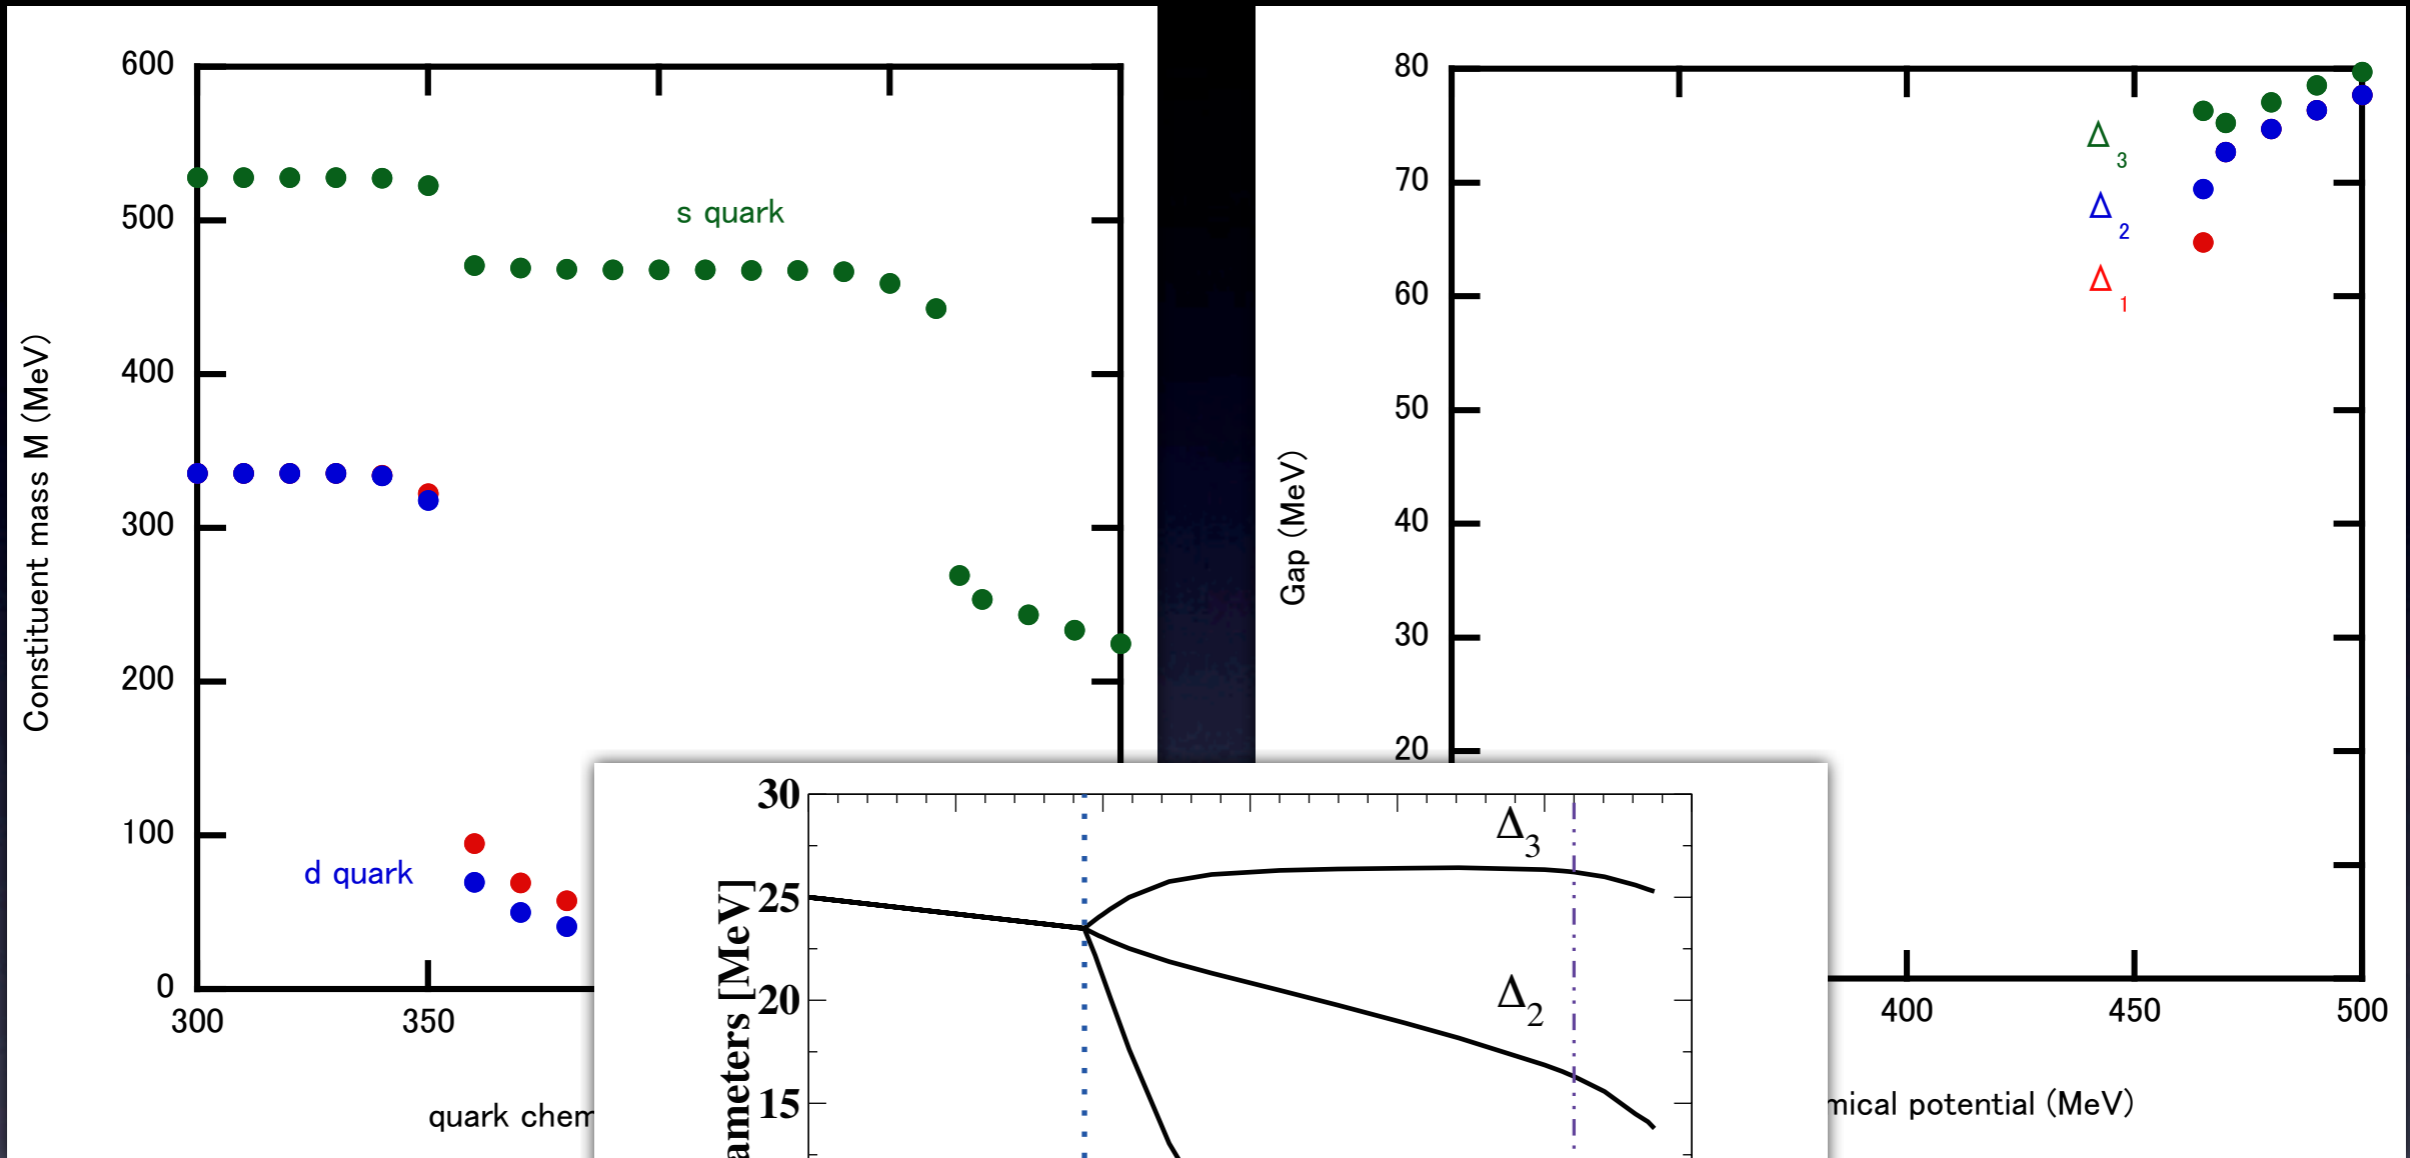 600
500
400
300
200
100
0
300
350
Constituent mass M (MeV)
s quark
d quark
quark chem
80
70
60
50
40
30
20
Gap (MeV)
Δ3
Δ2
Δ1
400
450
500
mical potential (MeV)
30
25
20
15
ameters [MeV]
Δ3
Δ2